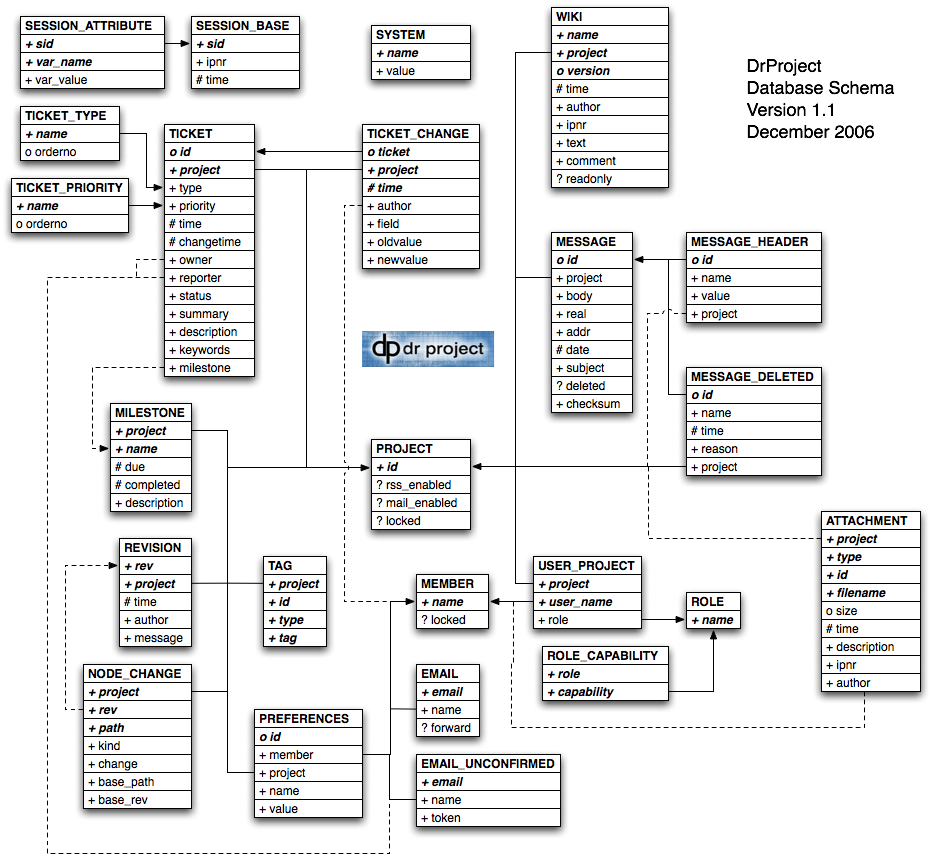 SESSION_ATTRIBUTE
+ sid
+ var_name
+ var_value
SESSION_BASE
+ sid
+ ipnr
# time
SYSTEM
+ name
+ value
WIKI
+ name
+ project
o version
# time
+ author
+ ipnr
+ text
+ comment
? readonly
DrProject
Database Schema
Version 1.1
December 2006
TICKET_TYPE
+ name
o orderno
TICKET_PRIORITY
+ name
o orderno
TICKET
o id
+ project
+ type
+ priority
# time
# changetime
+ owner
+ reporter
+ status
+ summary
+ description
+ keywords
+ milestone
TICKET_CHANGE
o ticket
+ project
# time
+ author
+ field
+ oldvalue
+ newvalue
MESSAGE
o id
+ project
+ body
+ real
+ addr
# date
+ subject
? deleted
+ checksum
MESSAGE_HEADER
o id
+ name
+ value
+ project
dp dr project
MESSAGE_DELETED
o id
+ name
# time
+ reason
+ project
MILESTONE
+ project
+ name
# due
# completed
+ description
PROJECT
+ id
? rss_enabled
? mail_enabled
? locked
ATTACHMENT
+ project
+ type
+ id
+ filename
o size
# time
+ description
+ ipnr
+ author
REVISION
+ rev
+ project
# time
+ author
+ message
TAG
+ project
+ id
+ type
+ tag
MEMBER
+ name
? locked
USER_PROJECT
+ project
+ user_name
+ role
ROLE
+ name
ROLE_CAPABILITY
+ role
+ capability
NODE_CHANGE
+ project
+ rev
+ path
+ kind
+ change
+ base_path
+ base_rev
EMAIL
+ email
+ name
? forward
PREFERENCES
o id
+ member
+ project
+ name
+ value
EMAIL_UNCONFIRMED
+ email
+ name
+ token